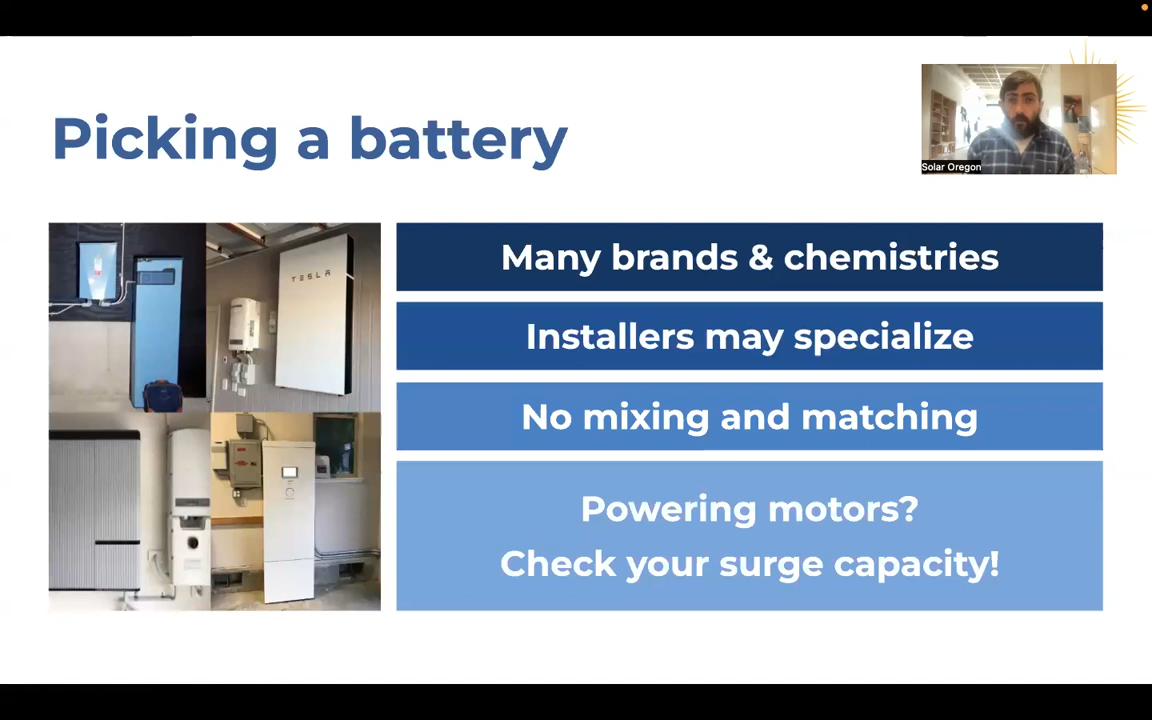 Picking a battery
Solar Oregon
TESLA
Many brands & chemistries
Installers may specialize
No mixing and matching
Powering motors?
Check your surge capacity!